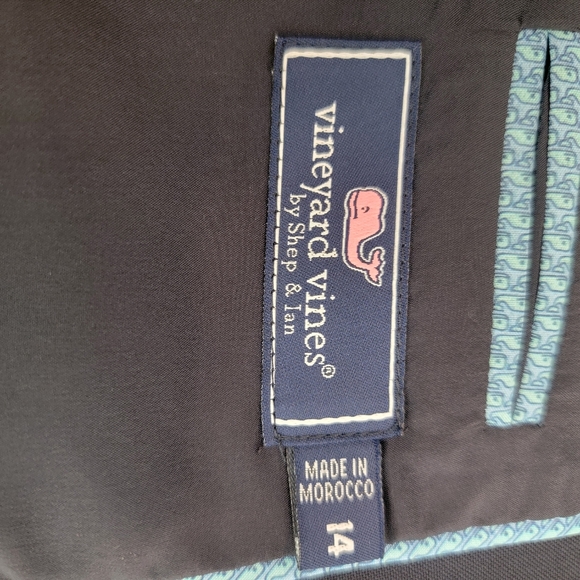 vineyard vines®
by Shep & Ian
MADE IN
MOROCCO
14